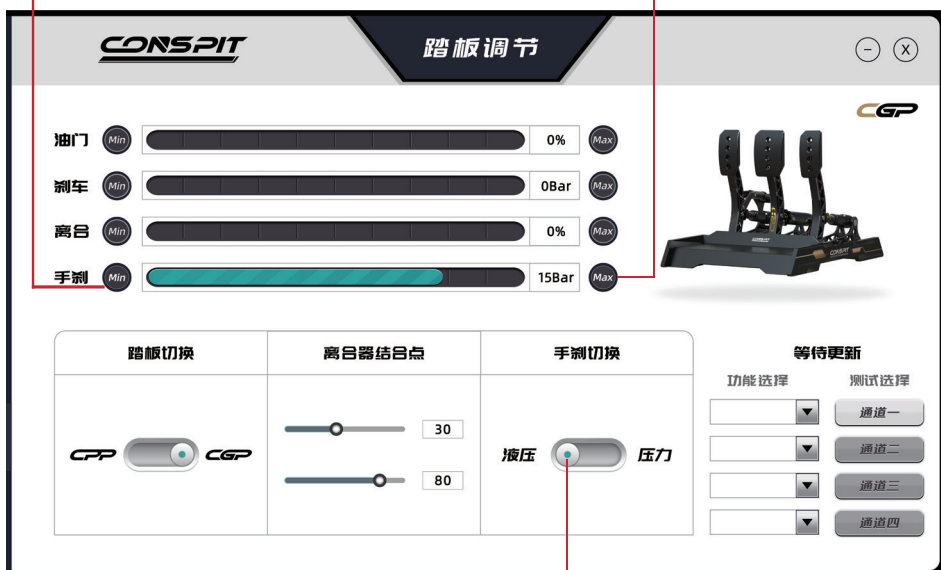 CONSPIT
踏板调节
CGP
油门 Min 0% Max
刹车 Min 0Bar Max
离合 Min 0% Max
手刹 Min 15Bar Max
踏板切换
离合器结合点
手刹切换
等待更新
功能选择
测试选择
CPP CGP
30
80
液压 压力
通道一
通道二
通道三
通道四